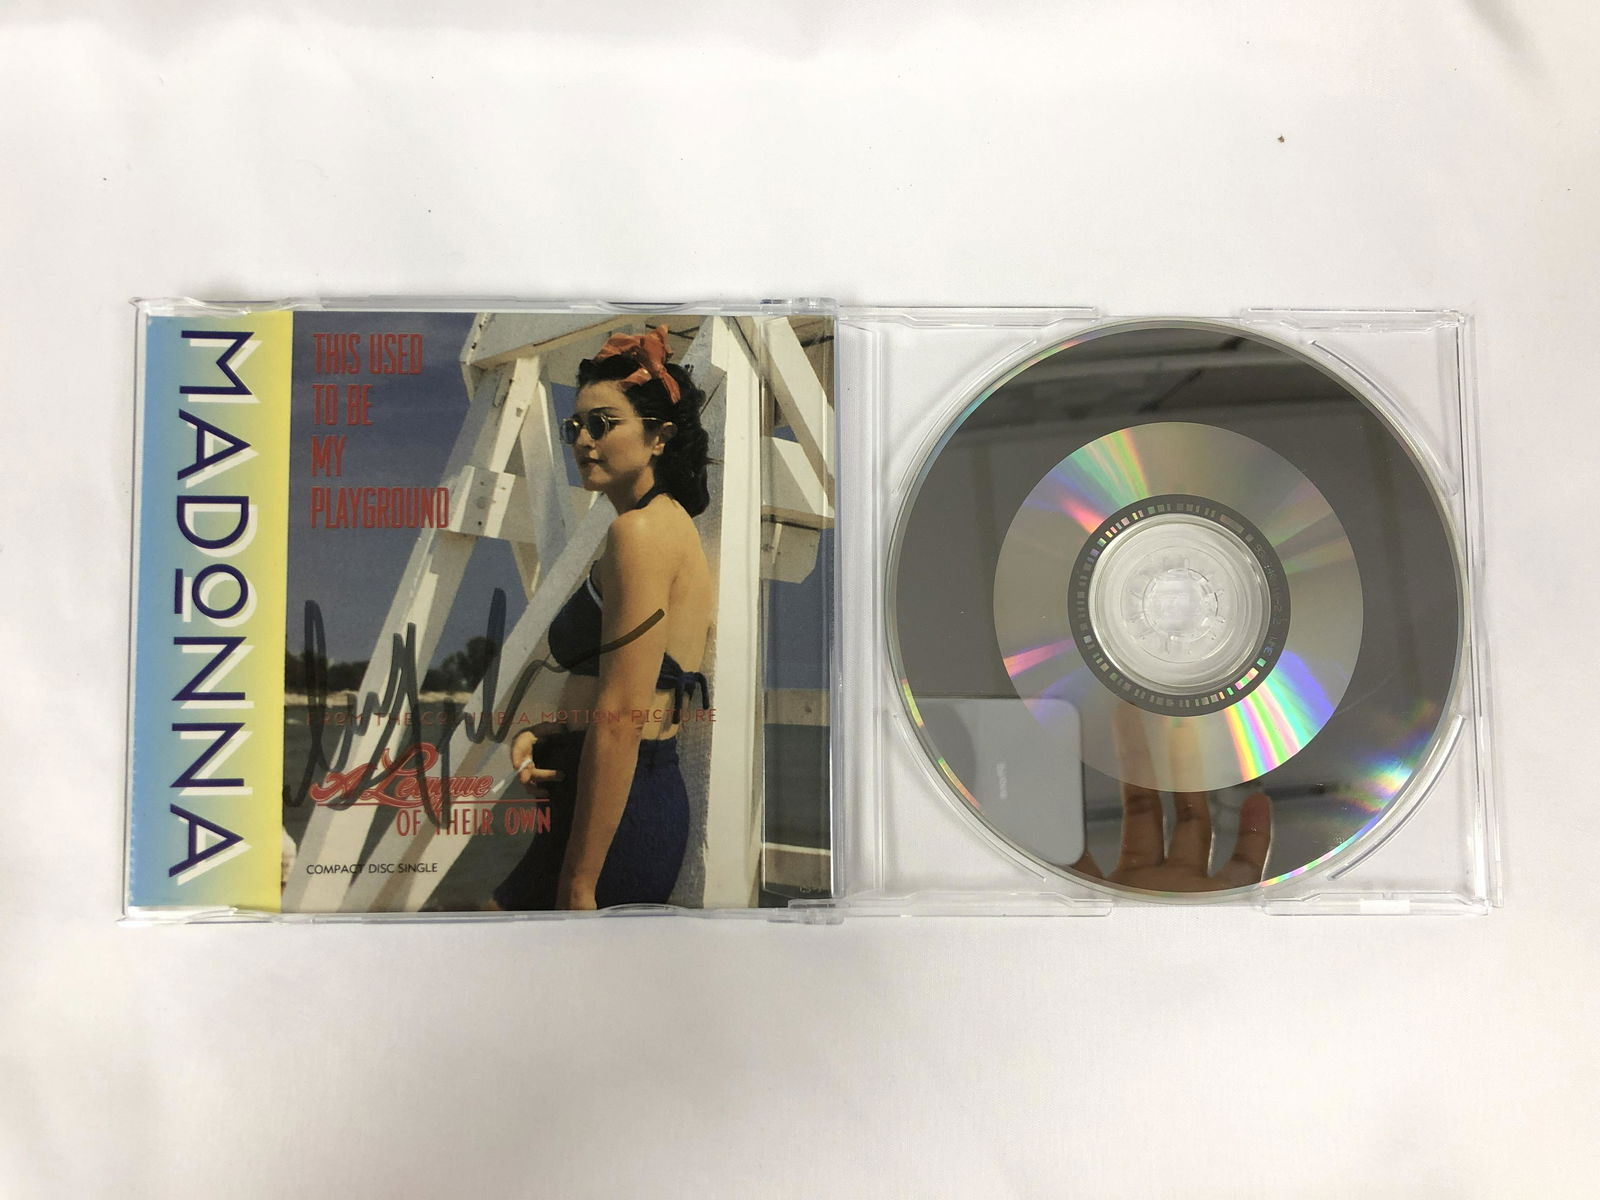 MADONNA
THIS USED
TO BE
MY
PLAYGROUND
FROM THE COLUMBIA MOTION PICTURE
A League
OF THEIR OWN
COMPACT DISC SINGLE